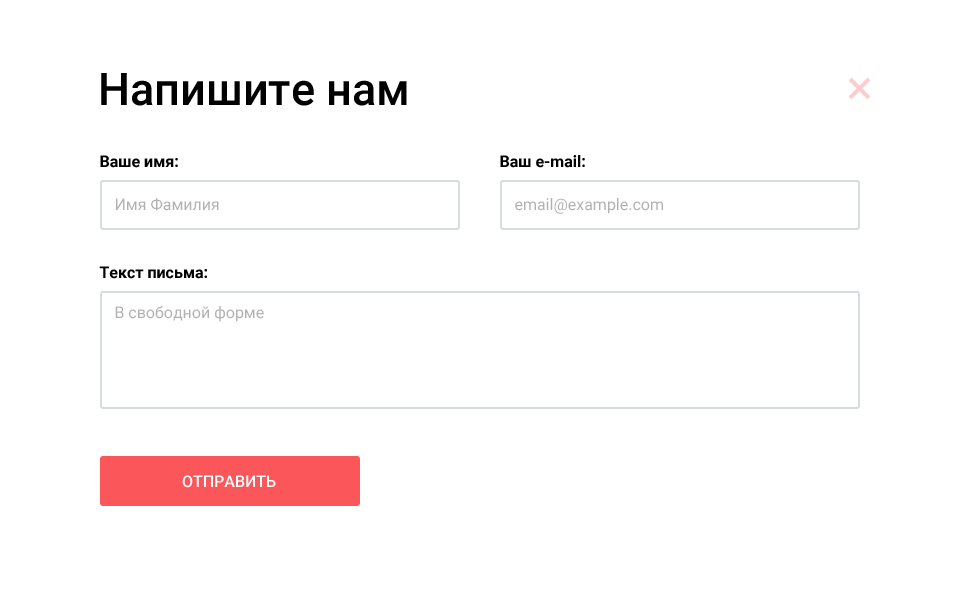 Напишите нам
Ваше имя:
Ваш e-mail:
Имя Фамилия
email@example.com
Текст письма:
В свободной форме
ОТПРАВИТЬ